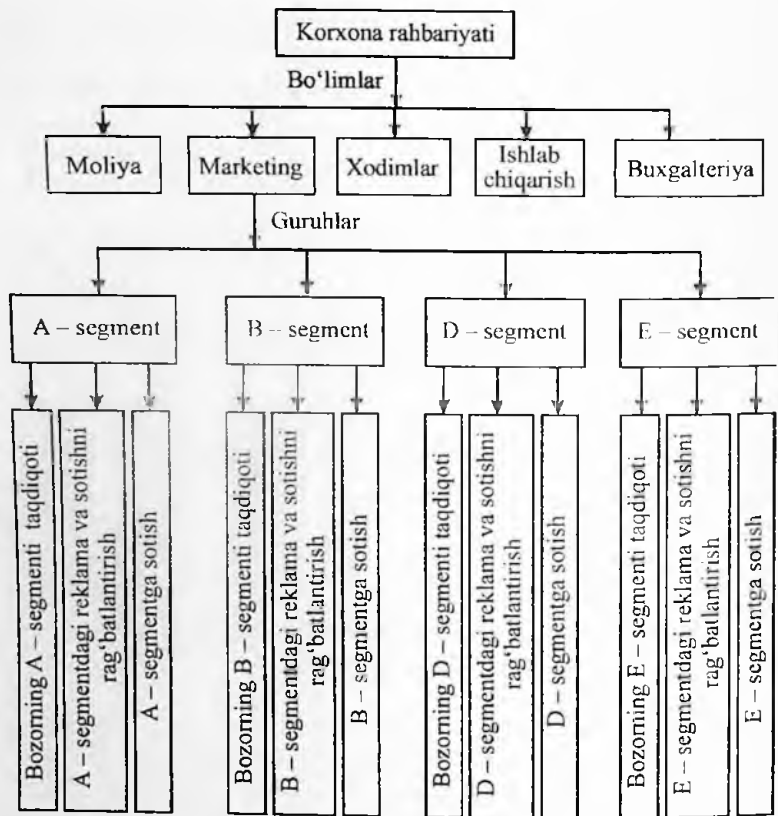 Korxona rahbariyati
Bo‘limlar
Moliya
Marketing
Xodimlar
Ishlab
chiqarish
Buxgalteriya
Guruhlar
A – segment
B – segment
D – segment
E – segment
Bozorning A – segmenti taqdiqoti
A – segmentdagi reklama va sotishni
rag‘batlantirish
A – segmentga sotish
Bozorning B – segmenti taqdiqoti
B – segmentdagi reklama va sotishni
rag‘batlantirish
B – segmentga sotish
Bozorning D – segmenti taqdiqoti
D – segmentdagi reklama va sotishni
rag‘batlantirish
D – segmentga sotish
Bozorning E – segmenti taqdiqoti
E – segmentdagi reklama va sotishni
rag‘batlantirish
E – segmentga sotish